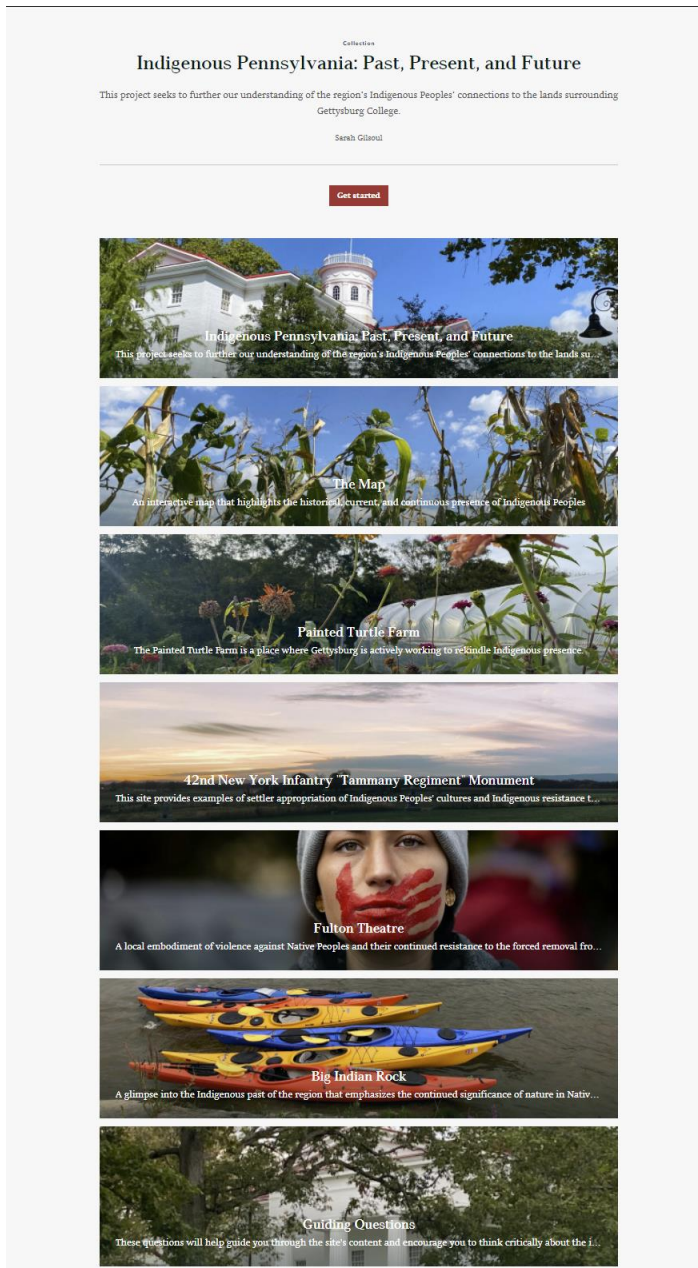 Collection
Indigenous Pennsylvania: Past, Present, and Future
This project seeks to further our understanding of the region's Indigenous Peoples' connections to the lands surrounding
Gettysburg College.
Sarah Gilsoul
Get started
Indigenous Pennsylvania: Past, Present, and Future
This project seeks to further our understanding of the region's Indigenous Peoples' connections to the lands su...
The Map
An interactive map that highlights the historical, current, and continuous presence of Indigenous Peoples
Painted Turtle Farm
The Painted Turtle Farm is a place where Gettysburg is actively working to rekindle Indigenous presence.
42nd New York Infantry "Tammany Regiment" Monument
This site provides examples of settler appropriation of Indigenous Peoples' cultures and Indigenous resistance t...
Fulton Theatre
A local embodiment of violence against Native Peoples and their continued resistance to the forced removal fro...
Big Indian Rock
A glimpse into the Indigenous past of the region that emphasizes the continued significance of nature in Nativ...
Guiding Questions
These questions will help guide you through the site's content and encourage you to think critically about the i...